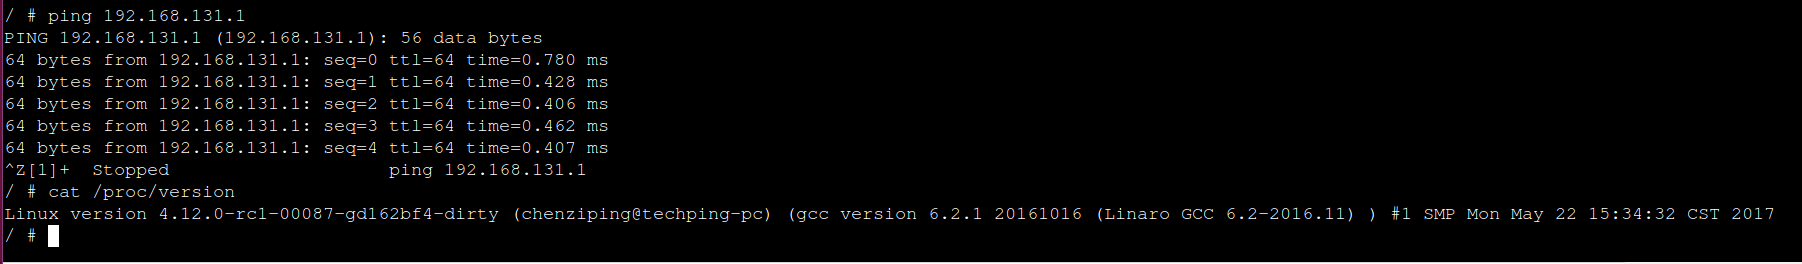 / # ping 192.168.131.1
PING 192.168.131.1 (192.168.131.1): 56 data bytes
64 bytes from 192.168.131.1: seq=0 ttl=64 time=0.780 ms
64 bytes from 192.168.131.1: seq=1 ttl=64 time=0.428 ms
64 bytes from 192.168.131.1: seq=2 ttl=64 time=0.406 ms
64 bytes from 192.168.131.1: seq=3 ttl=64 time=0.462 ms
64 bytes from 192.168.131.1: seq=4 ttl=64 time=0.407 ms
^Z[1]+  Stopped                    ping 192.168.131.1
/ # cat /proc/version
Linux version 4.12.0-rc1-00087-gd162bf4-dirty (chenziping@techping-pc) (gcc version 6.2.1 20161016 (Linaro GCC 6.2-2016.11) ) #1 SMP Mon May 22 15:34:32 CST 2017
/ #